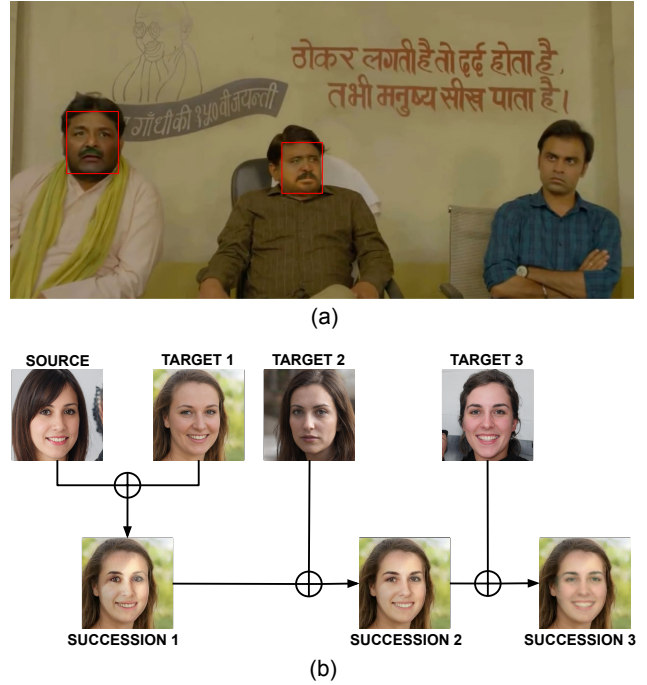 ठोकर लगती है तो दर्द होता है,
तभी मनुष्य सीख पाता है।
गाँधी की १५० वी जयन्ती
(a)
SOURCE
TARGET 1
TARGET 2
TARGET 3
SUCCESSION 1
SUCCESSION 2
SUCCESSION 3
(b)